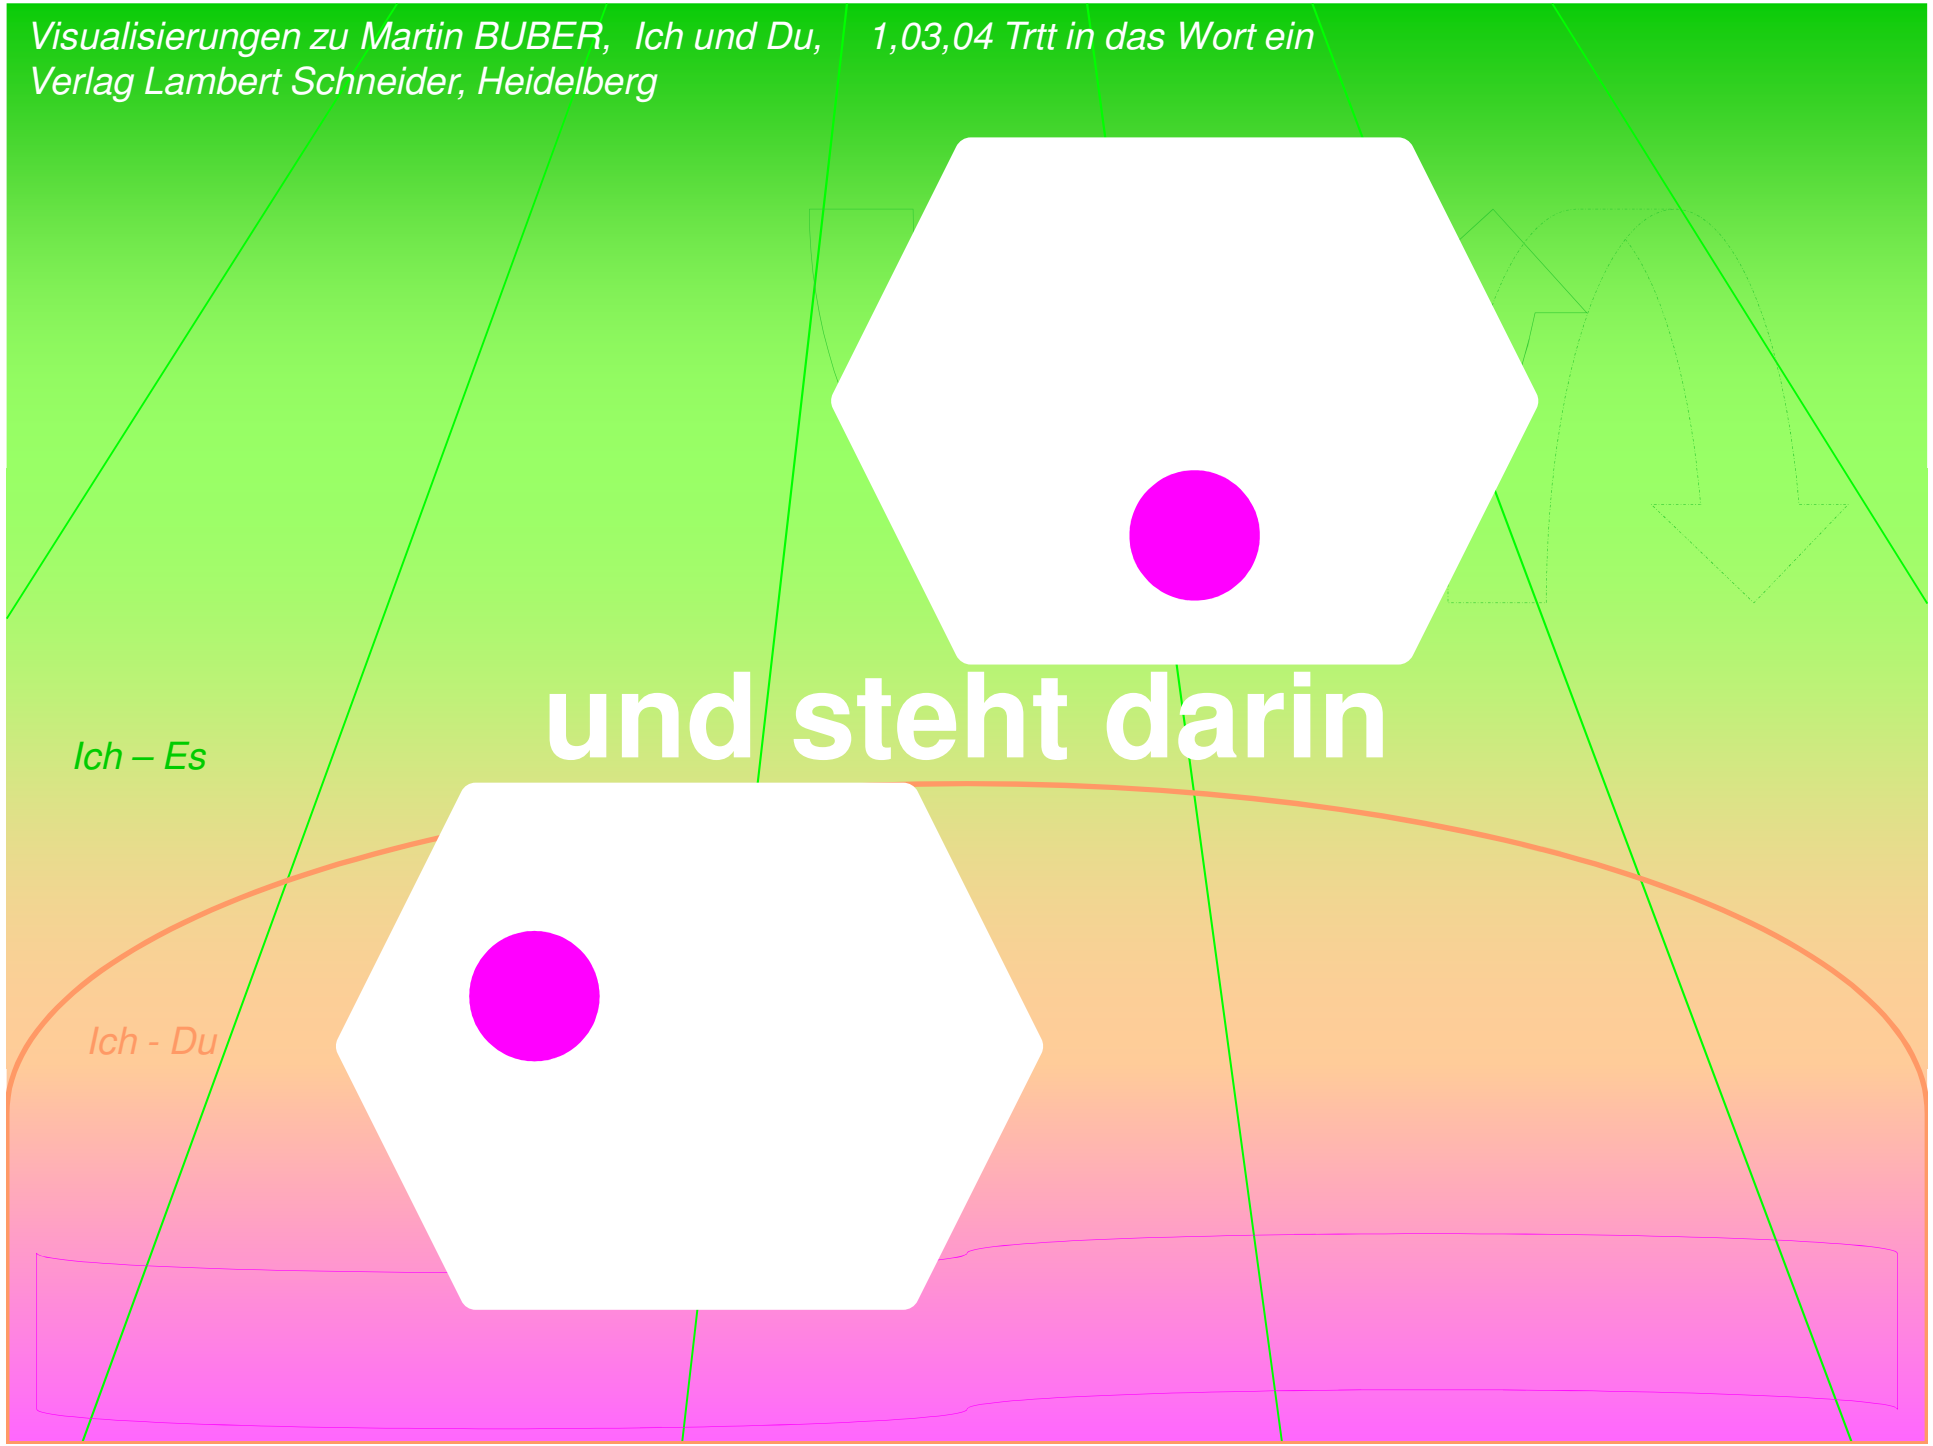 Visualisierungen zu Martin BUBER, Ich und Du, 1,03,04 Trtt in das Wort ein
Verlag Lambert Schneider, Heidelberg
und steht darin
Ich – Es
Ich - Du